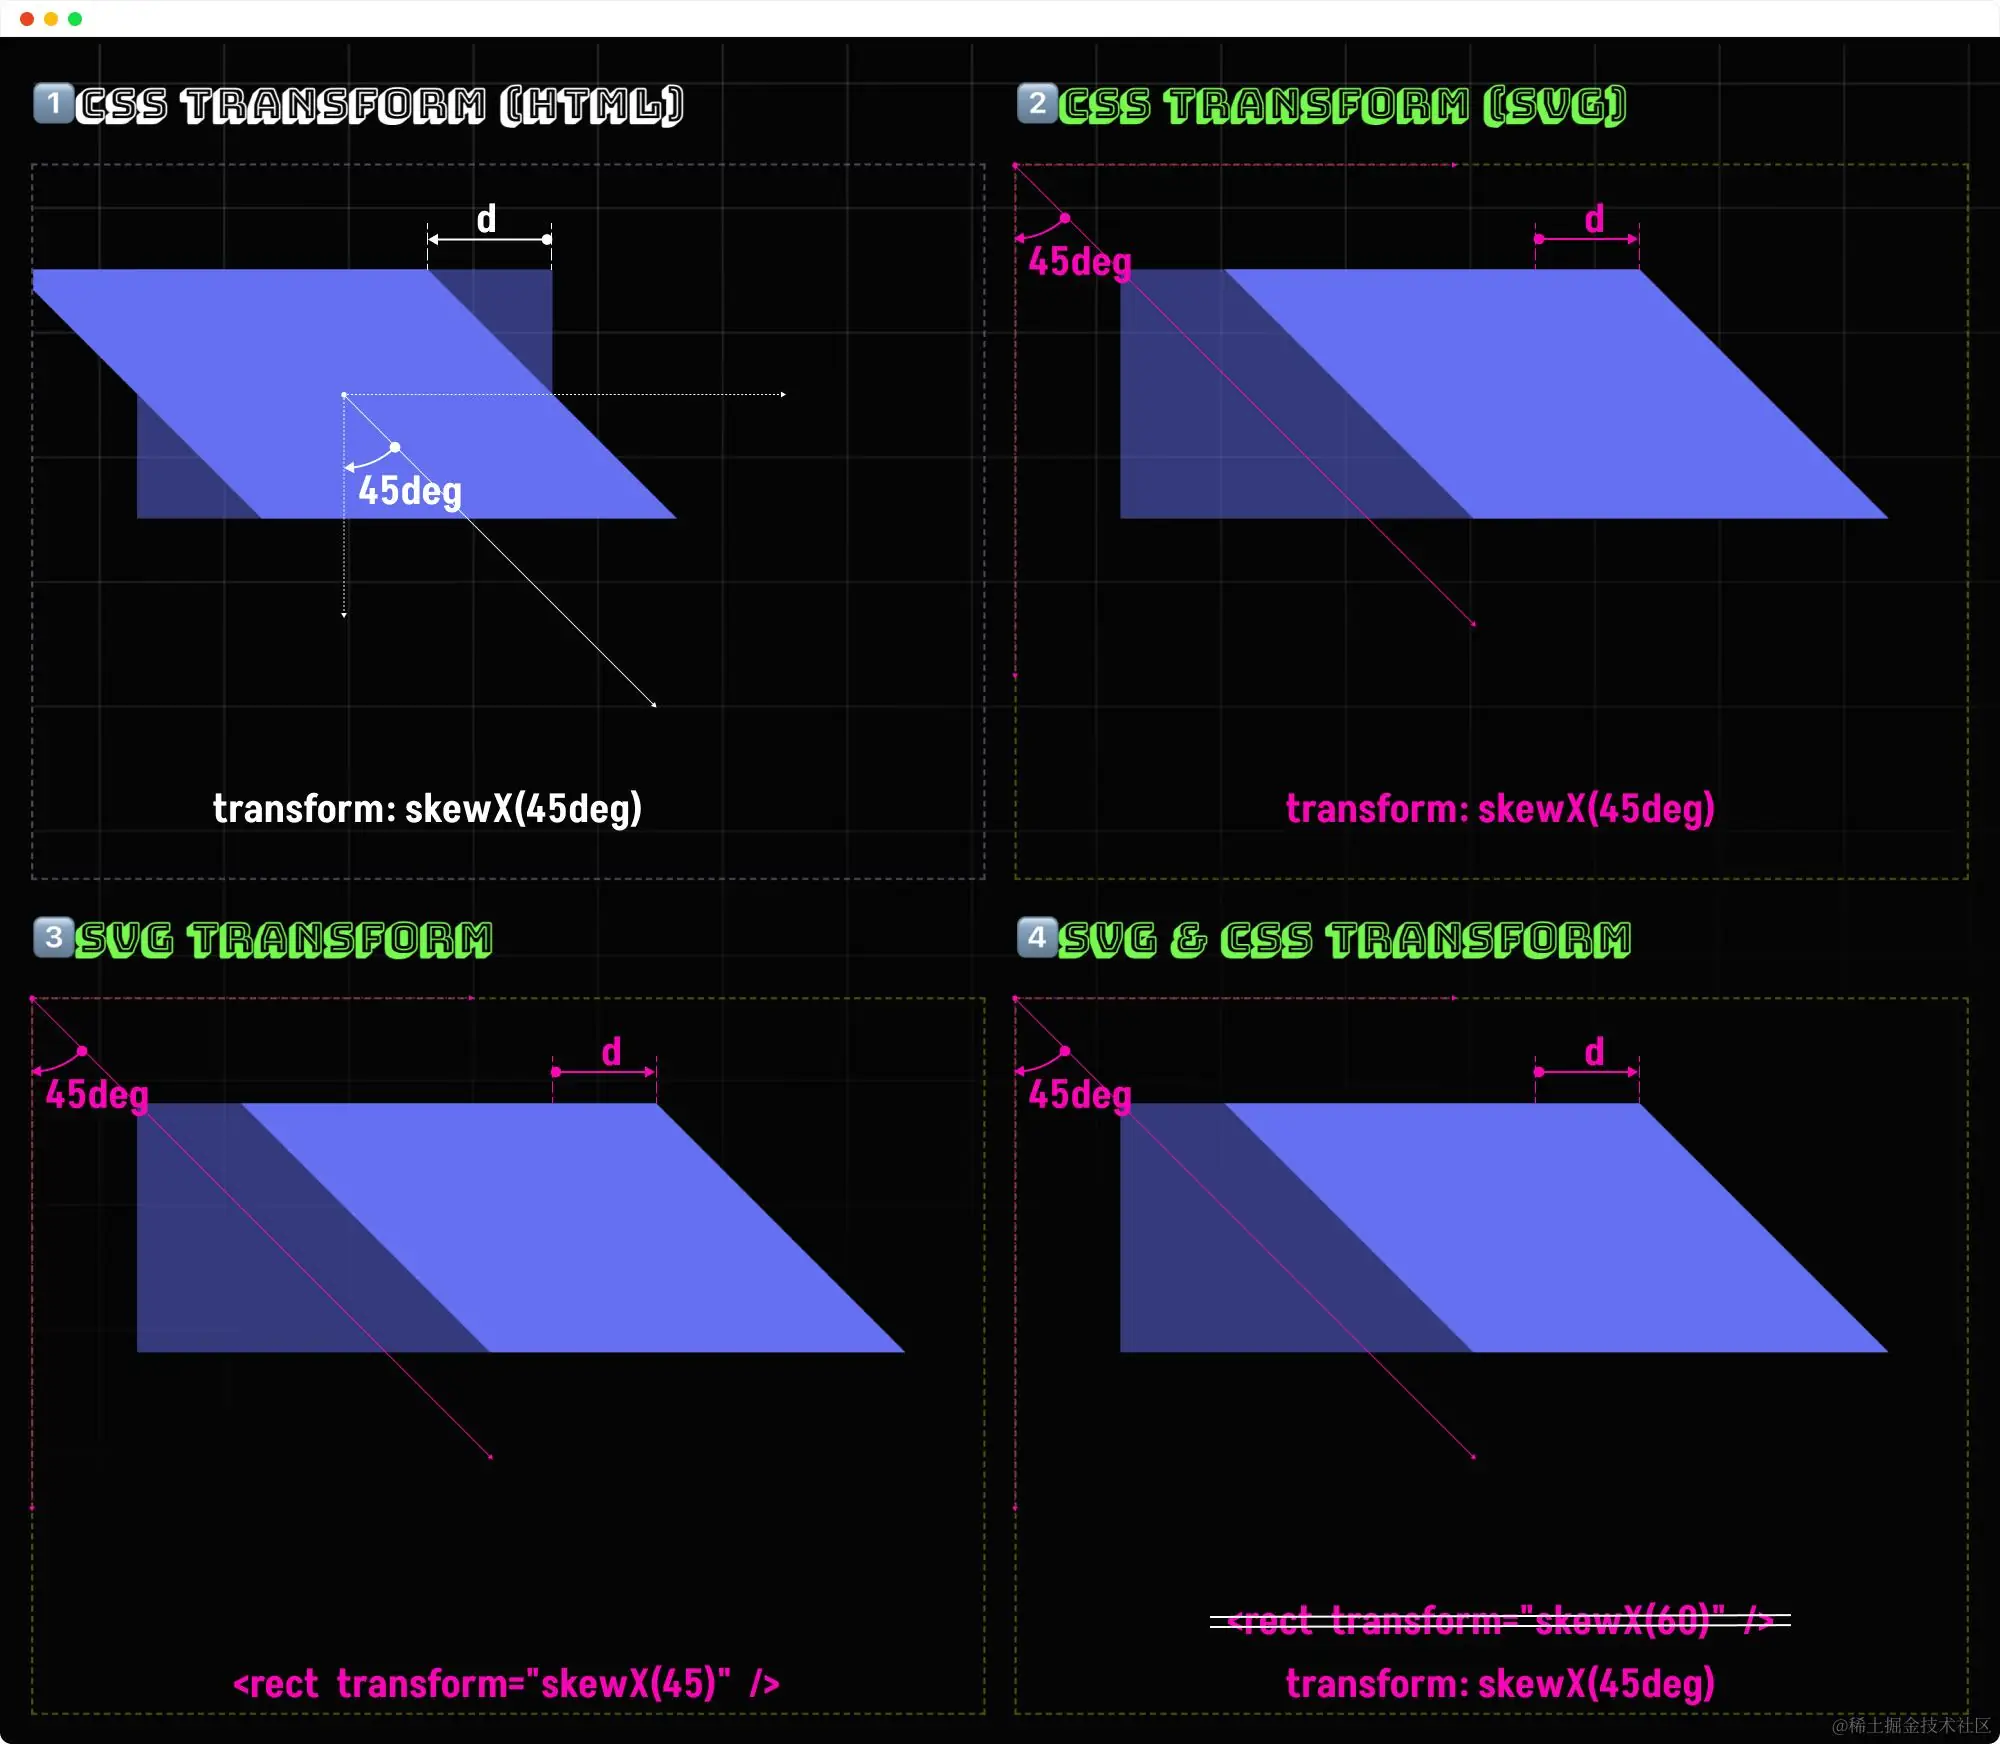 1 CSS TRANSFORM (HTML)
2 CSS TRANSFORM (SVG)
d
45deg
transform: skewX(45deg)
d
45deg
transform: skewX(45deg)
3 SVG TRANSFORM
4 SVG & CSS TRANSFORM
d
45deg
<rect transform="skewX(45)" />
d
45deg
<rect transform="skewX(60)" />
transform: skewX(45deg)
@稀土掘金技术社区